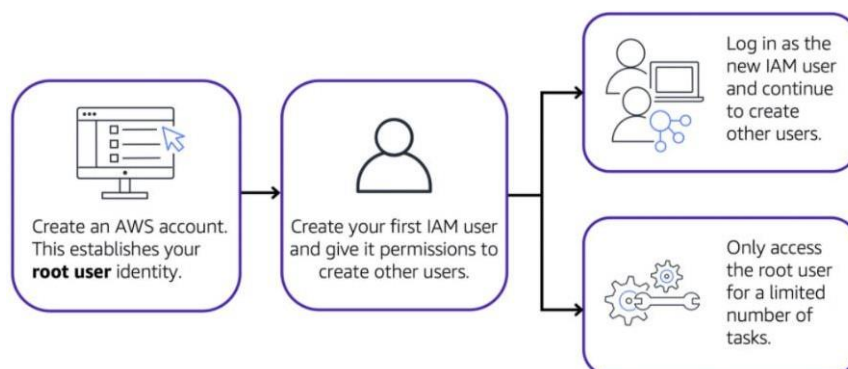 Create an AWS account.
This establishes your
root user identity.
Create your first IAM user
and give it permissions to
create other users.
Log in as the
new IAM user
and continue
to create
other users.
Only access
the root user
for a limited
number of
tasks.